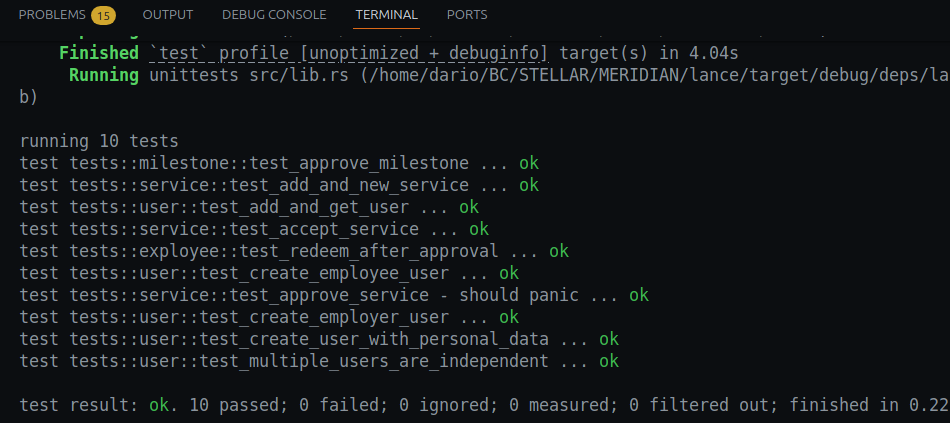 PROBLEMS 15 OUTPUT DEBUG CONSOLE TERMINAL PORTS
Finished `test` profile [unoptimized + debuginfo] target(s) in 4.04s
Running unittests src/lib.rs (/home/dario/BC/STELLAR/MERIDIAN/lance/target/debug/deps/la
b)
running 10 tests
test tests::milestone::test_approve_milestone ... ok
test tests::service::test_add_and_new_service ... ok
test tests::user::test_add_and_get_user ... ok
test tests::service::test_accept_service ... ok
test tests::exployee::test_redeem_after_approval ... ok
test tests::user::test_create_employee_user ... ok
test tests::service::test_approve_service - should panic ... ok
test tests::user::test_create_employer_user ... ok
test tests::user::test_create_user_with_personal_data ... ok
test tests::user::test_multiple_users_are_independent ... ok
test result: ok. 10 passed; 0 failed; 0 ignored; 0 measured; 0 filtered out; finished in 0.22